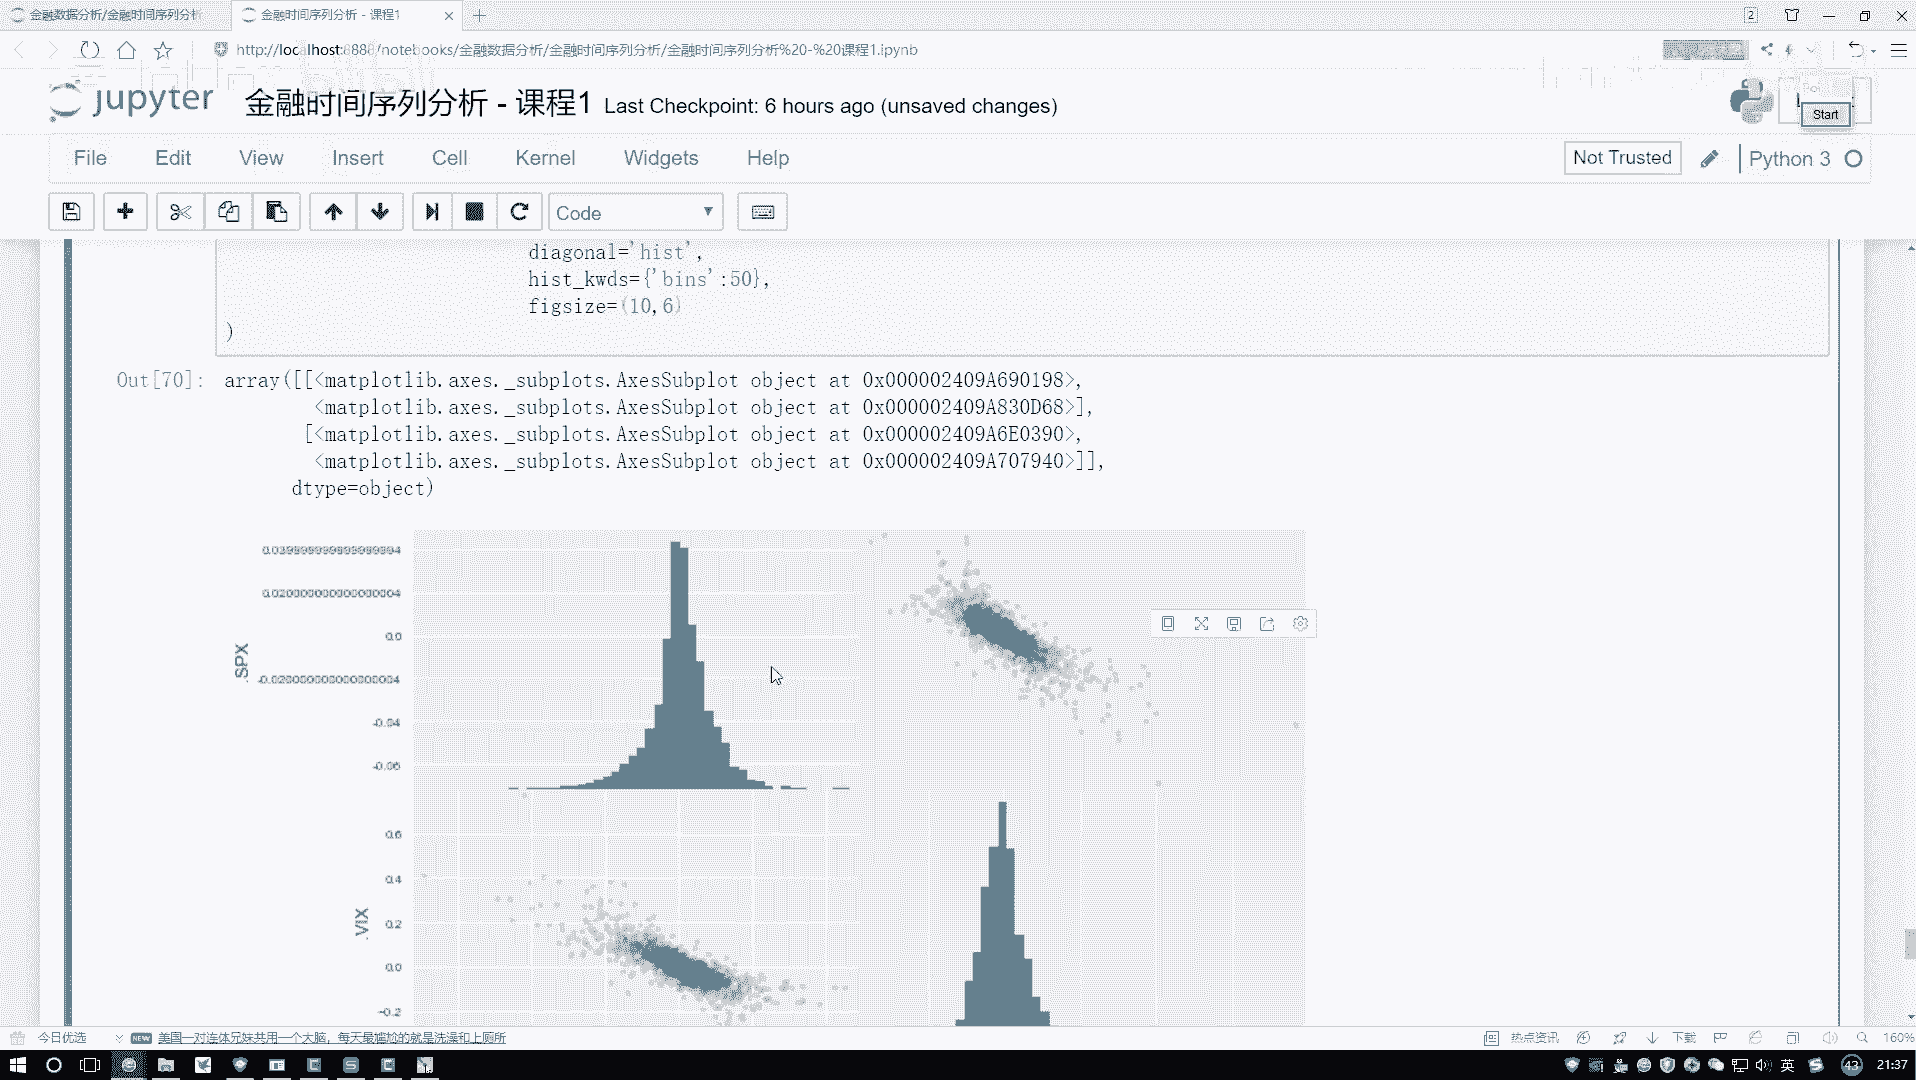 金融数据分析/金融时间序列分析
金融时间序列分析 - 课程1
2
http://localhost:8888/notebooks/金融数据分析/金融时间序列分析/金融时间序列分析%20-%20课程1.ipynb
jupyter 金融时间序列分析 - 课程1 Last Checkpoint: 6 hours ago (unsaved changes)
Start
File Edit View Insert Cell Kernel Widgets Help
Not Trusted
Python 3
Code
diagonal='hist',
hist_kwds={'bins':50},
figsize=(10,6)
)
Out[70]: array([[<matplotlib.axes._subplots.AxesSubplot object at 0x000002409A690198>,
<matplotlib.axes._subplots.AxesSubplot object at 0x000002409A830D68>],
[<matplotlib.axes._subplots.AxesSubplot object at 0x000002409A6E0390>,
<matplotlib.axes._subplots.AxesSubplot object at 0x000002409A707940>]],
dtype=object)
0.0
-0.04
-0.06
.SPX
0.6
0.4
0.2
0.0
-0.2
.VIX
今日优选
NEW
美国一对连体兄妹共用一个大脑，每天最尴尬的就是洗澡和上厕所
热点资讯
下载
160%
英
43
21:37